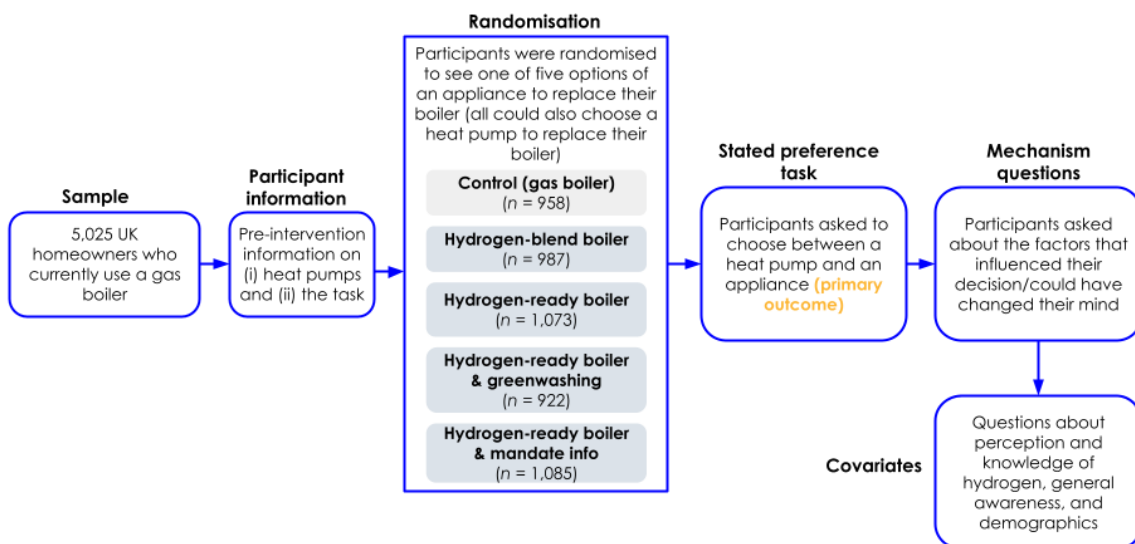 Sample
5,025 UK
homeowners who
currently use a gas
boiler
Participant
information
Pre-intervention
information on
(i) heat pumps
and (ii) the task
Randomisation
Participants were randomised
to see one of five options of
an appliance to replace their
boiler (all could also choose a
heat pump to replace their
boiler)
Control (gas boiler)
(n = 958)
Hydrogen-blend boiler
(n = 987)
Hydrogen-ready boiler
(n = 1,073)
Hydrogen-ready boiler
& greenwashing
(n = 922)
Hydrogen-ready boiler
& mandate info
(n = 1,085)
Stated preference
task
Participants asked to
choose between a
heat pump and an
appliance (primary
outcome)
Mechanism
questions
Participants asked
about the factors that
influenced their
decision/could have
changed their mind
Covariates
Questions about
perception and
knowledge of
hydrogen, general
awareness, and
demographics